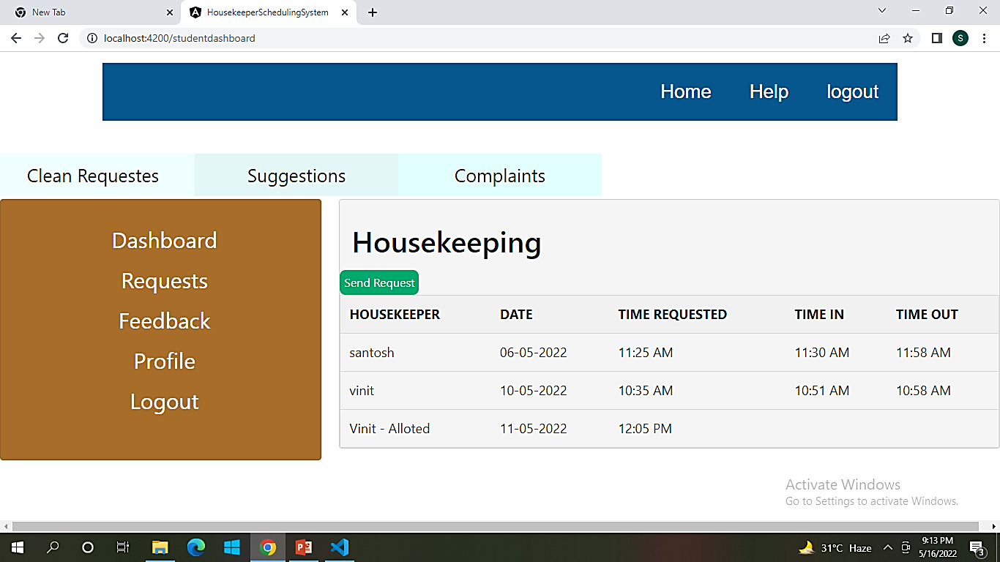 New Tab
HousekeeperSchedulingSystem
localhost:4200/studentdashboard
S
Home Help logout
Clean Requestes Suggestions Complaints
Dashboard
Requests
Feedback
Profile
Logout
Housekeeping
Send Request
HOUSEKEEPER DATE TIME REQUESTED TIME IN TIME OUT
santosh 06-05-2022 11:25 AM 11:30 AM 11:58 AM
vinit 10-05-2022 10:35 AM 10:51 AM 10:58 AM
Vinit - Alloted 11-05-2022 12:05 PM
Activate Windows
Go to Settings to activate Windows.
31°C Haze
9:13 PM
5/16/2022
3